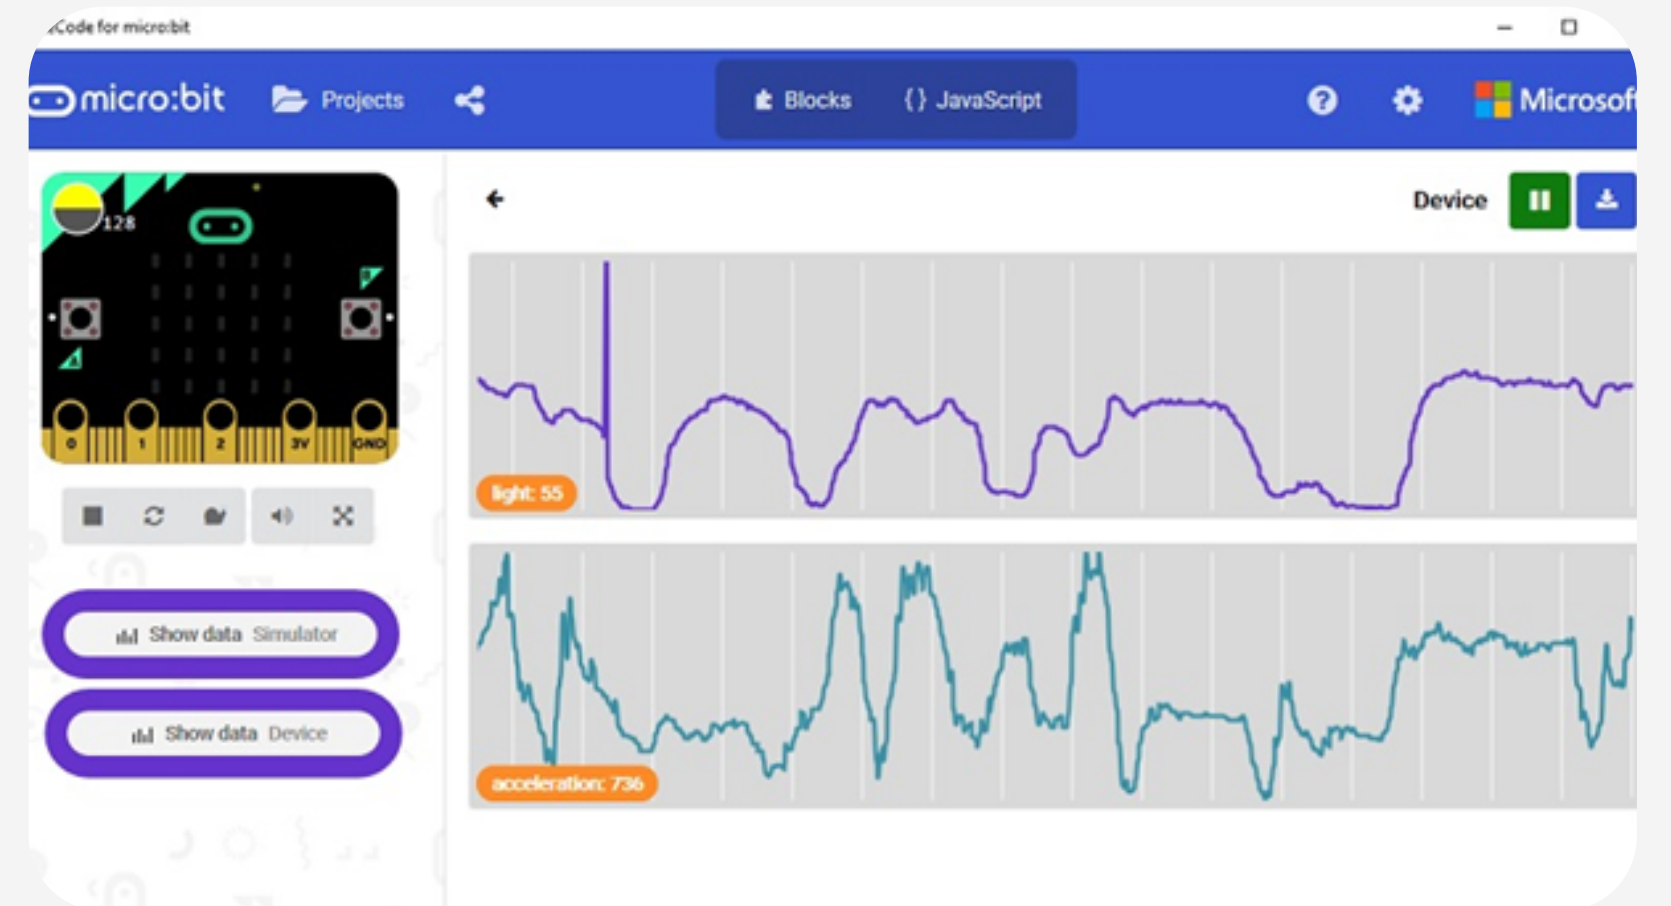 Code for micro:bit
micro:bit Projects Blocks {} JavaScript ? Microsoft
128
Device
0 1 2 3V GND
light: 55
Show data Simulator
Show data Device
acceleration: 736